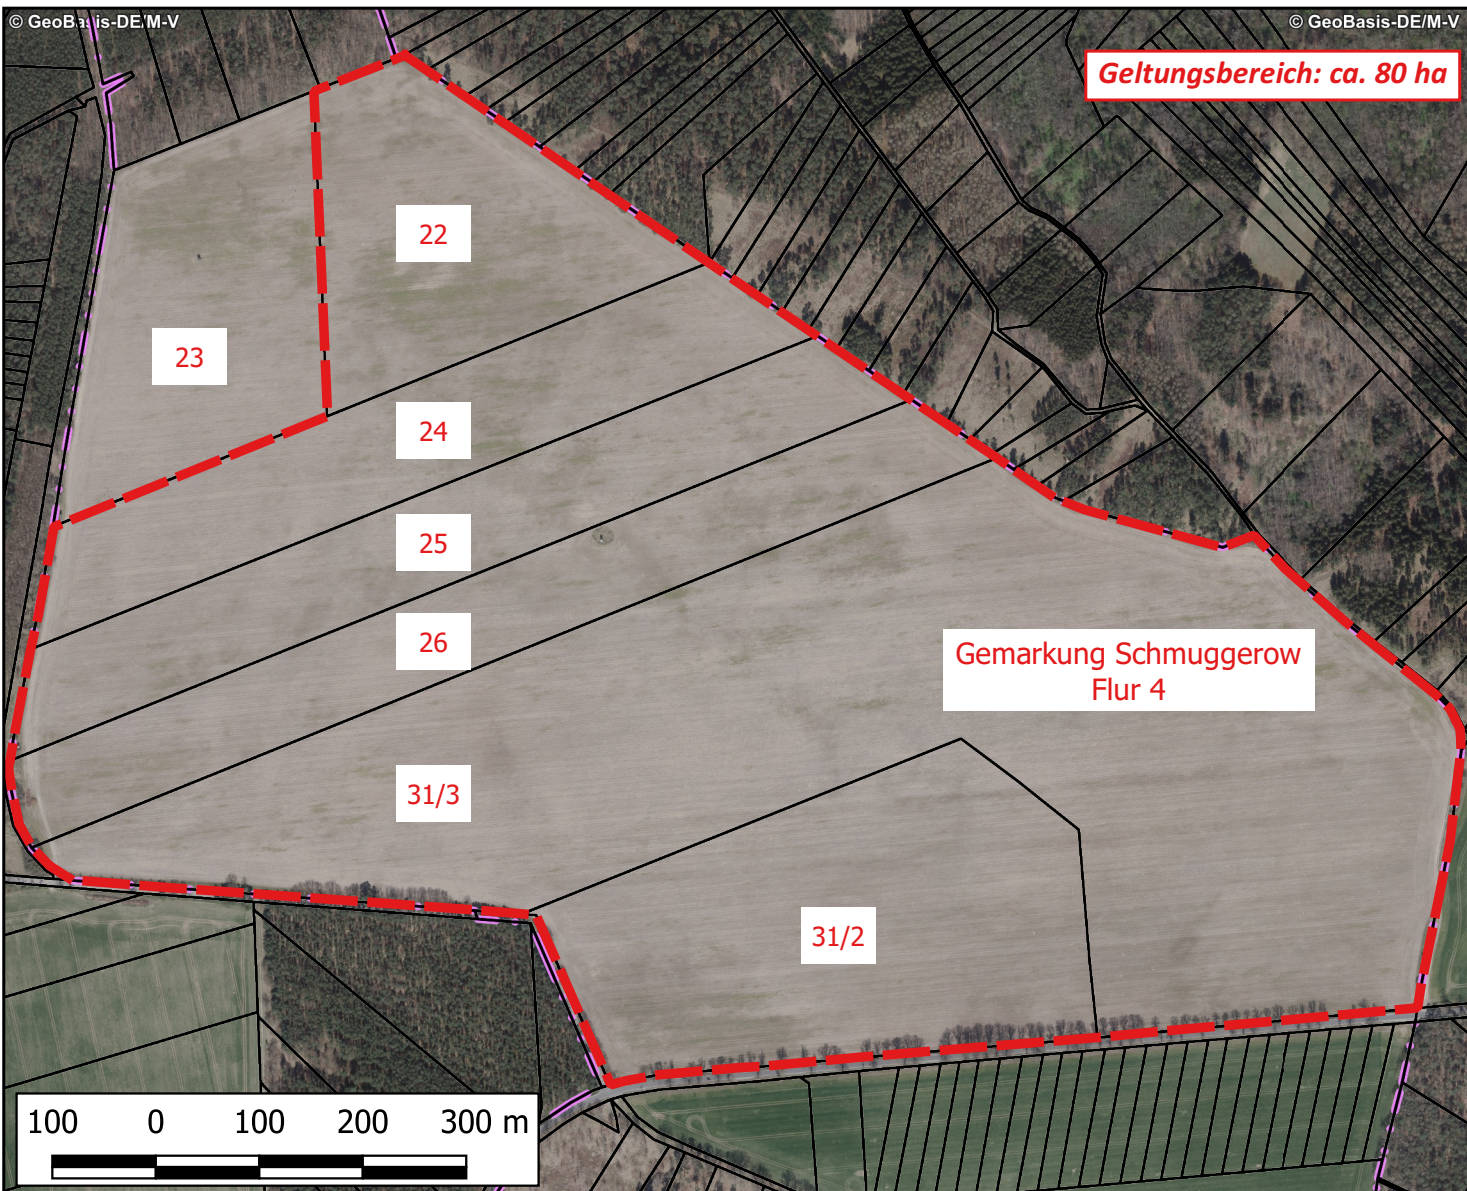 © GeoBasis-DE/M-V
© GeoBasis-DE/M-V
Geltungsbereich: ca. 80 ha
22
23
24
25
26
Gemarkung Schmuggerow
Flur 4
31/3
31/2
100 0 100 200 300 m